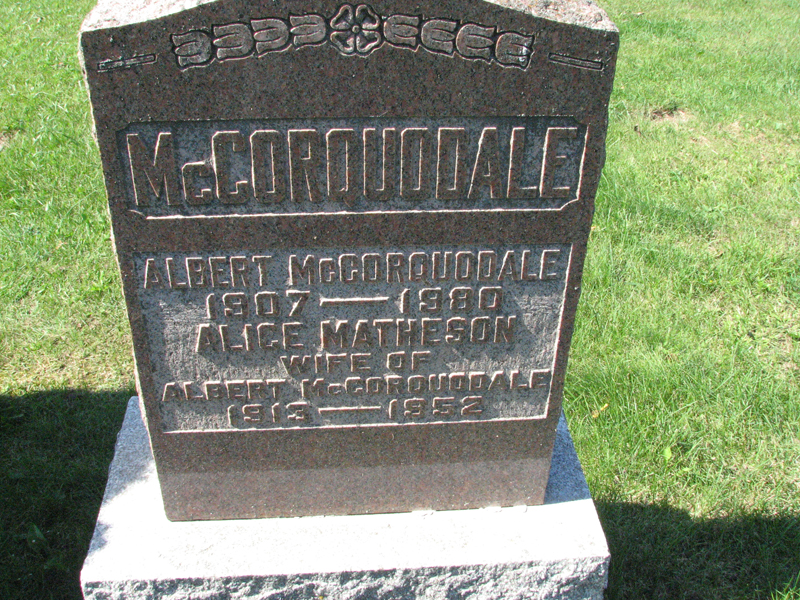 McCORQUODALE
ALBERT McCORQUODALE
1907 — 1980
ALICE MATHESON
WIFE OF
ALBERT McCORQUODALE
1913 — 1952